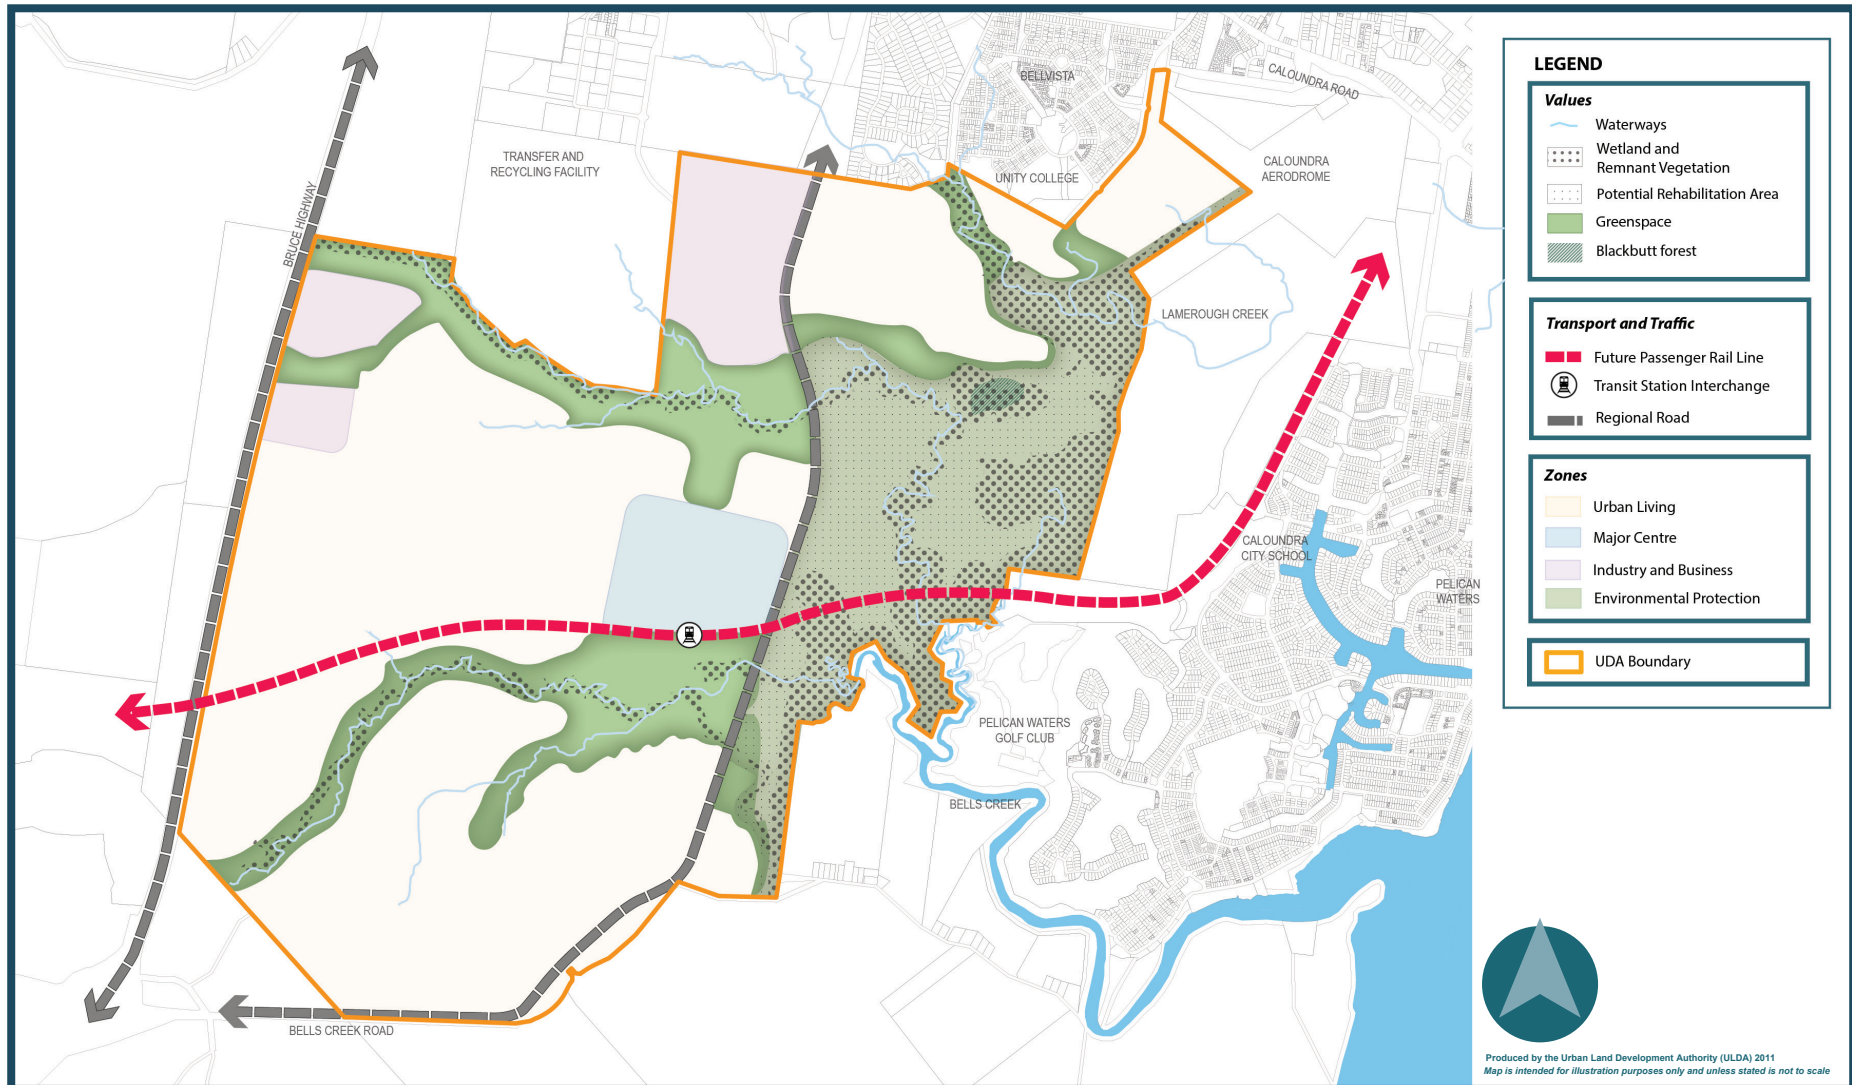 BELLVISTA
CALOUNDRA ROAD
TRANSFER AND
RECYCLING FACILITY
CALOUNDRA
AERODROME
UNITY COLLEGE
BRUCE HIGHWAY
LAMEROUGH CREEK
CALOUNDRA
CITY SCHOOL
PELICAN
WATERS
PELICAN WATERS
GOLF CLUB
BELLS CREEK
BELLS CREEK ROAD
LEGEND
Values
Waterways
Wetland and
Remnant Vegetation
Potential Rehabilitation Area
Greenspace
Blackbutt forest
Transport and Traffic
Future Passenger Rail Line
Transit Station Interchange
Regional Road
Zones
Urban Living
Major Centre
Industry and Business
Environmental Protection
UDA Boundary
Produced by the Urban Land Development Authority (ULDA) 2011
Map is intended for illustration purposes only and unless stated is not to scale